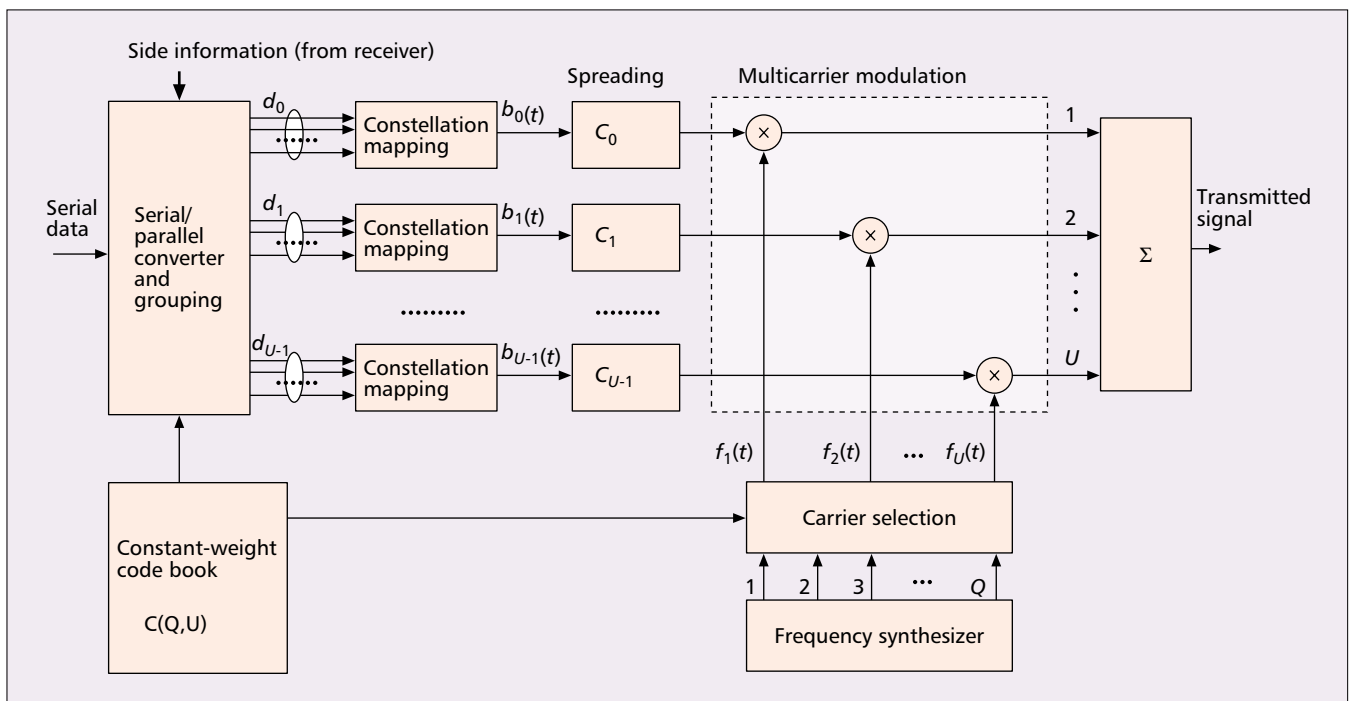 Side information (from receiver)
Spreading
Multicarrier modulation
d0
Constellation
mapping
b0(t)
C0
×
1
Serial
data
Serial/
parallel
converter
and
grouping
d1
Constellation
mapping
b1(t)
C1
×
2
Σ
Transmitted
signal
dU-1
Constellation
mapping
bU-1(t)
CU-1
×
U
f1(t)
f2(t)
...
fU(t)
Constant-weight
code book
C(Q,U)
Carrier selection
1
2
3
...
Q
Frequency synthesizer